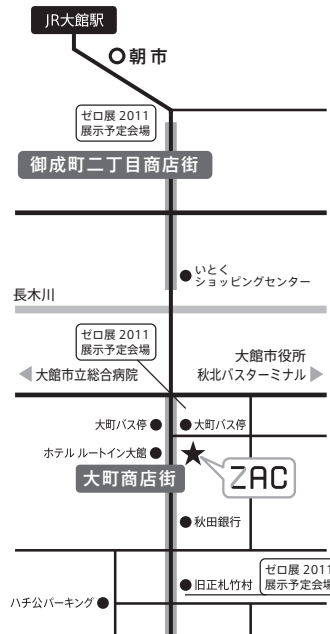 JR大館駅
朝市
ゼロ展 2011
展示予定会場
御成町二丁目商店街
いとく
ショッピングセンター
長木川
ゼロ展 2011
展示予定会場
大館市役所
大館市立総合病院
秋北バスターミナル
大町バス停
大町バス停
ホテル ルートイン大館
ZAC
大町商店街
秋田銀行
ゼロ展 2011
展示予定会場
旧正札竹村
ハチ公パーキング